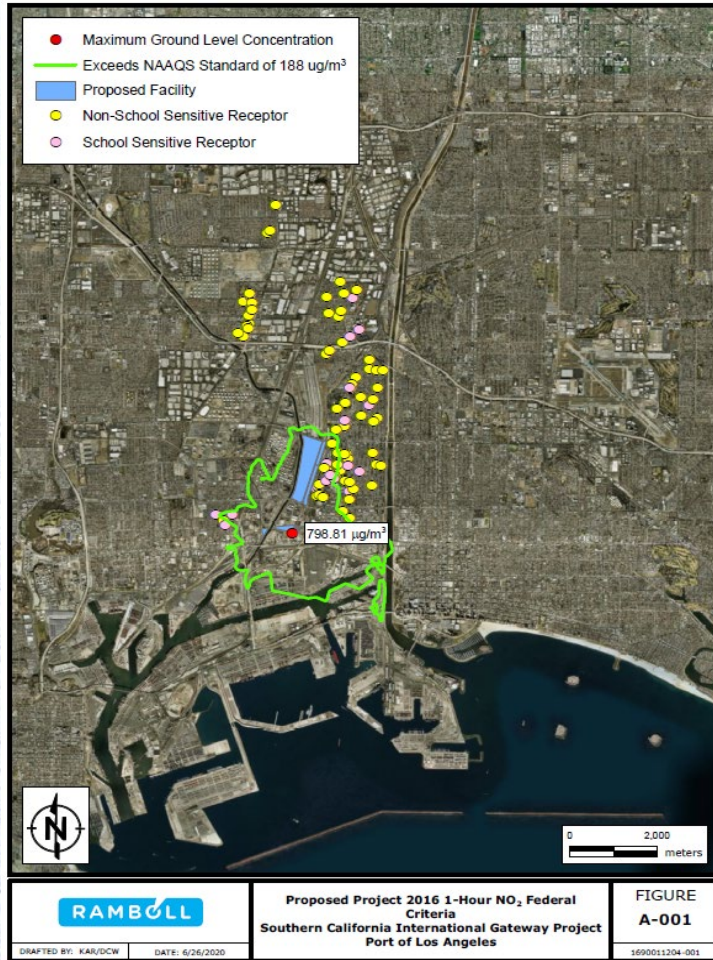 Maximum Ground Level Concentration
Exceeds NAAQS Standard of 188 ug/m³
Proposed Facility
Non-School Sensitive Receptor
School Sensitive Receptor
798.81 µg/m³
N
0 2,000
meters
RAMBOLL
DRAFTED BY: KAR/DCW DATE: 6/26/2020
Proposed Project 2016 1-Hour NO₂ Federal
Criteria
Southern California International Gateway Project
Port of Los Angeles
FIGURE
A-001
1690011204-001